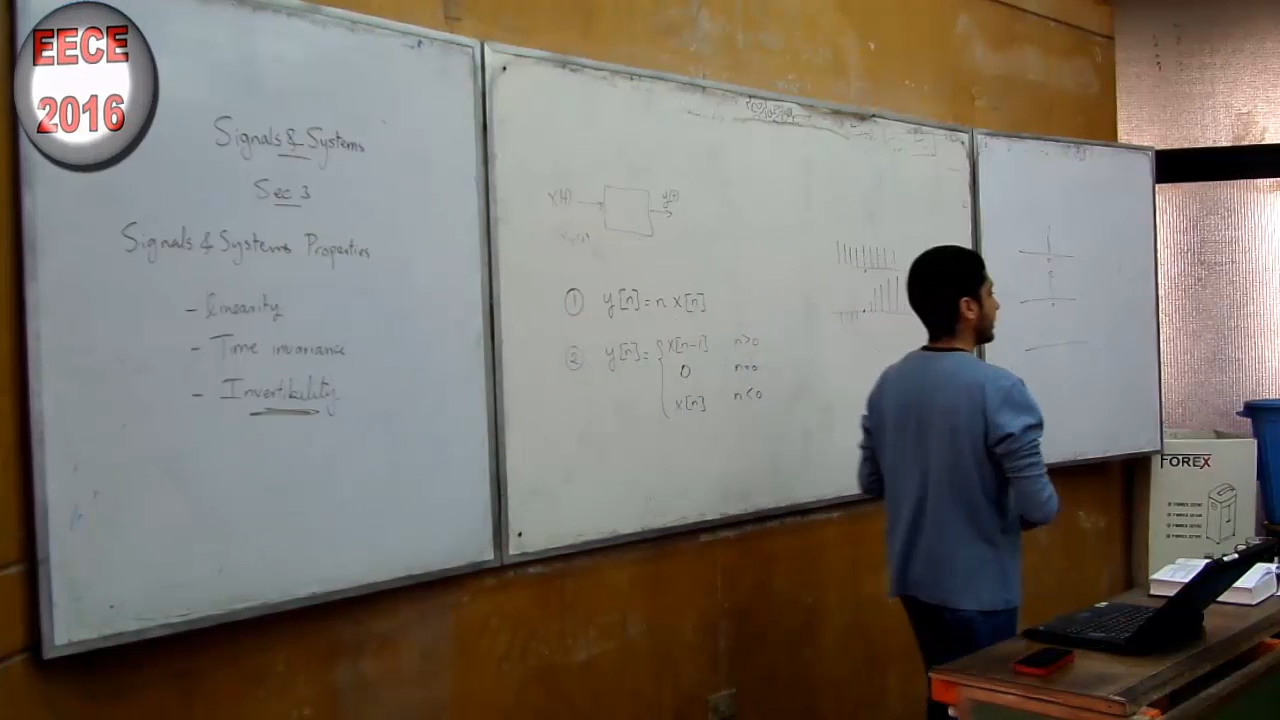 EECE
2016
Signals & Systems
Sec 3
Signals & Systems Properties
- linearity
- Time invariance
- Invertibility
x(t) y(t)
① y[n] = n x[n]
② y[n] = { x[n-1] n>0
0 n=0
x[n] n<0
FOREX